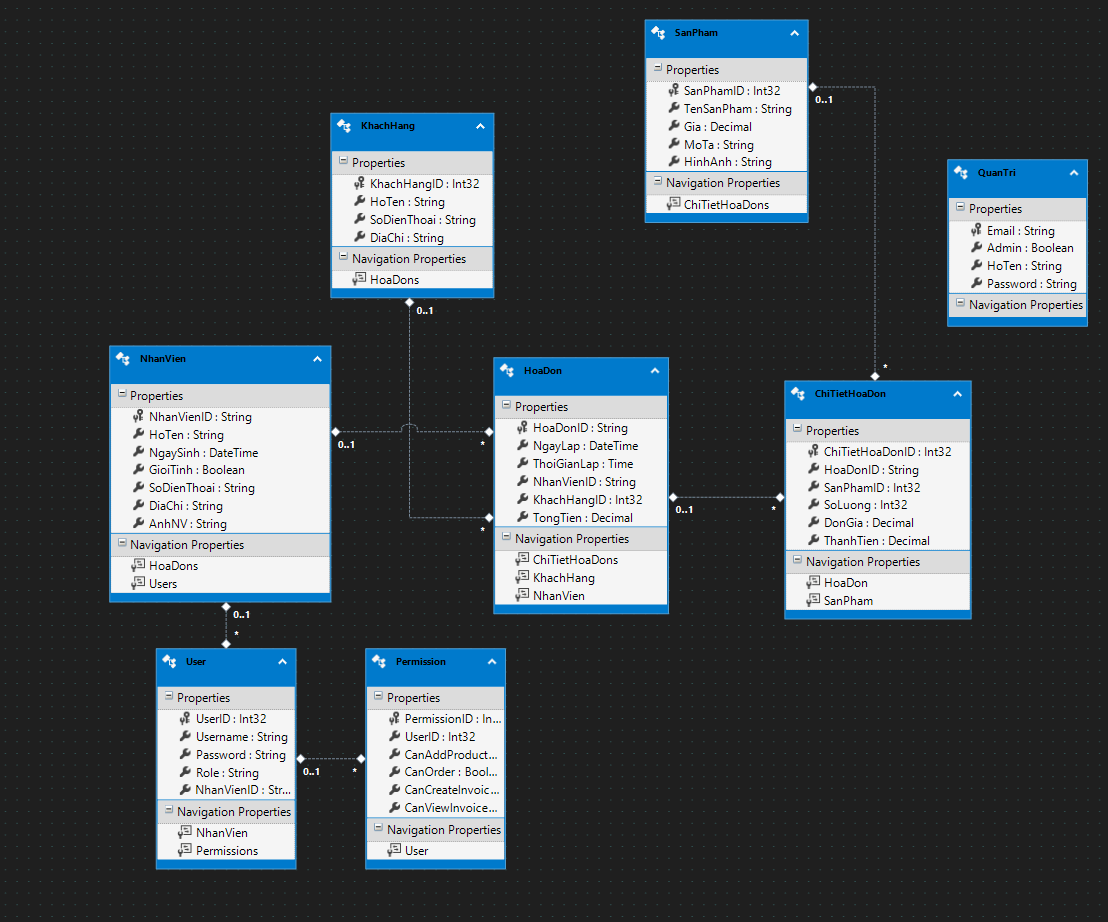 SanPham
Properties
SanPhamID : Int32
TenSanPham : String
Gia : Decimal
MoTa : String
HinhAnh : String
Navigation Properties
ChiTietHoaDons
0..1
KhachHang
Properties
KhachHangID : Int32
HoTen : String
SoDienThoai : String
DiaChi : String
Navigation Properties
HoaDons
0..1
QuanTri
Properties
Email : String
Admin : Boolean
HoTen : String
Password : String
Navigation Properties
NhanVien
Properties
NhanVienID : String
HoTen : String
NgaySinh : DateTime
GioiTinh : Boolean
SoDienThoai : String
DiaChi : String
AnhNV : String
Navigation Properties
HoaDons
Users
0..1
*
*
HoaDon
Properties
HoaDonID : String
NgayLap : DateTime
ThoiGianLap : Time
NhanVienID : String
KhachHangID : Int32
TongTien : Decimal
Navigation Properties
ChiTietHoaDons
KhachHang
NhanVien
0..1
*
*
ChiTietHoaDon
Properties
ChiTietHoaDonID : Int32
HoaDonID : String
SanPhamID : Int32
SoLuong : Int32
DonGia : Decimal
ThanhTien : Decimal
Navigation Properties
HoaDon
SanPham
0..1
*
User
Properties
UserID : Int32
Username : String
Password : String
Role : String
NhanVienID : Str...
Navigation Properties
NhanVien
Permissions
0..1
*
Permission
Properties
PermissionID : In...
UserID : Int32
CanAddProduct...
CanOrder : Bool...
CanCreateInvoic...
CanViewInvoice...
Navigation Properties
User